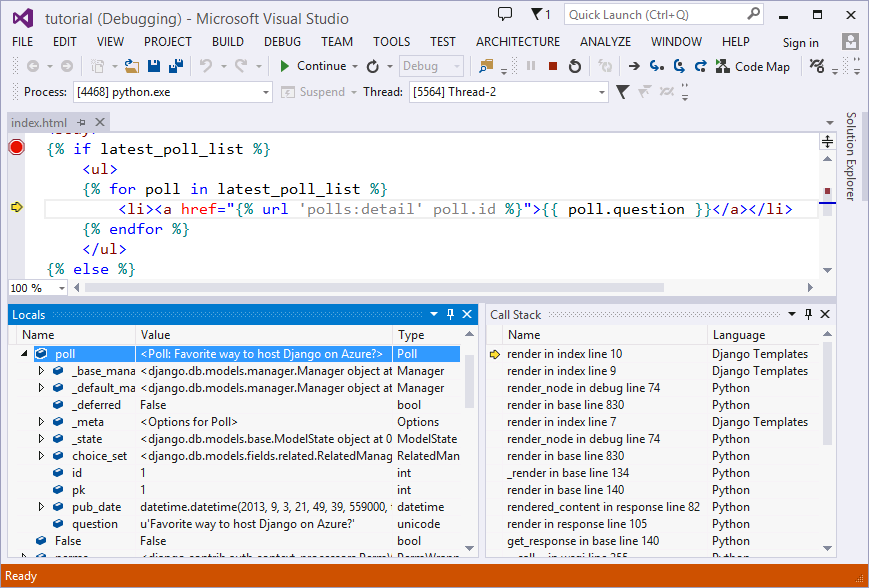 tutorial (Debugging) - Microsoft Visual Studio
1
Quick Launch (Ctrl+Q)
FILE EDIT VIEW PROJECT BUILD DEBUG TEAM TOOLS TEST ARCHITECTURE ANALYZE WINDOW HELP Sign in
Continue Debug Code Map
Process: [4468] python.exe Suspend Thread: [5564] Thread-2
index.html
Solution Explorer
{% if latest_poll_list %}
<ul>
{% for poll in latest_poll_list %}
<li><a href="{% url 'polls:detail' poll.id %}">{{ poll.question }}</a></li>
{% endfor %}
</ul>
{% else %}
100 %
Locals
Name Value Type
poll <Poll: Favorite way to host Django on Azure?> Poll
_base_mana <django.db.models.manager.Manager object at Manager
_default_ma <django.db.models.manager.Manager object at Manager
_deferred False bool
_meta <Options for Poll> Options
_state <django.db.models.base.ModelState object at 0 ModelState
choice_set <django.db.models.fields.related.RelatedManag RelatedMan
id 1 int
pk 1 int
pub_date datetime.datetime(2013, 9, 3, 21, 49, 39, 559000, datetime
question u'Favorite way to host Django on Azure?' unicode
False False bool
Call Stack
Name Language
render in index line 10 Django Templates
render in index line 9 Django Templates
render_node in debug line 74 Python
render in base line 830 Python
render in index line 7 Django Templates
render_node in debug line 74 Python
render in base line 830 Python
_render in base line 134 Python
render in base line 140 Python
rendered_content in response line 82 Python
render in response line 105 Python
get_response in base line 140 Python
Ready